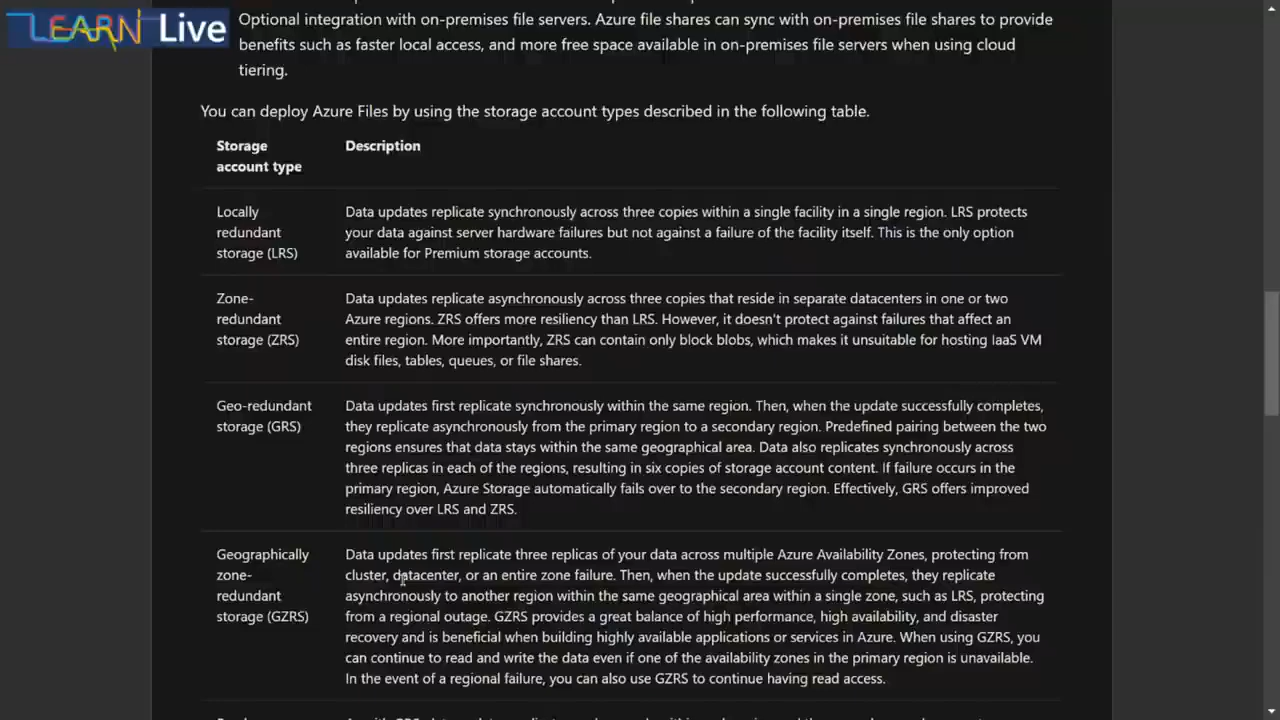 LEARN Live
Optional integration with on-premises file servers. Azure file shares can sync with on-premises file shares to provide
benefits such as faster local access, and more free space available in on-premises file servers when using cloud
tiering.
You can deploy Azure Files by using the storage account types described in the following table.
Storage
account type
Description
Locally
redundant
storage (LRS)
Data updates replicate synchronously across three copies within a single facility in a single region. LRS protects
your data against server hardware failures but not against a failure of the facility itself. This is the only option
available for Premium storage accounts.
Zone-
redundant
storage (ZRS)
Data updates replicate asynchronously across three copies that reside in separate datacenters in one or two
Azure regions. ZRS offers more resiliency than LRS. However, it doesn't protect against failures that affect an
entire region. More importantly, ZRS can contain only block blobs, which makes it unsuitable for hosting IaaS VM
disk files, tables, queues, or file shares.
Geo-redundant
storage (GRS)
Data updates first replicate synchronously within the same region. Then, when the update successfully completes,
they replicate asynchronously from the primary region to a secondary region. Predefined pairing between the two
regions ensures that data stays within the same geographical area. Data also replicates synchronously across
three replicas in each of the regions, resulting in six copies of storage account content. If failure occurs in the
primary region, Azure Storage automatically fails over to the secondary region. Effectively, GRS offers improved
resiliency over LRS and ZRS.
Geographically
zone-
redundant
storage (GZRS)
Data updates first replicate three replicas of your data across multiple Azure Availability Zones, protecting from
cluster, datacenter, or an entire zone failure. Then, when the update successfully completes, they replicate
asynchronously to another region within the same geographical area within a single zone, such as LRS, protecting
from a regional outage. GZRS provides a great balance of high performance, high availability, and disaster
recovery and is beneficial when building highly available applications or services in Azure. When using GZRS, you
can continue to read and write the data even if one of the availability zones in the primary region is unavailable.
In the event of a regional failure, you can also use GZRS to continue having read access.